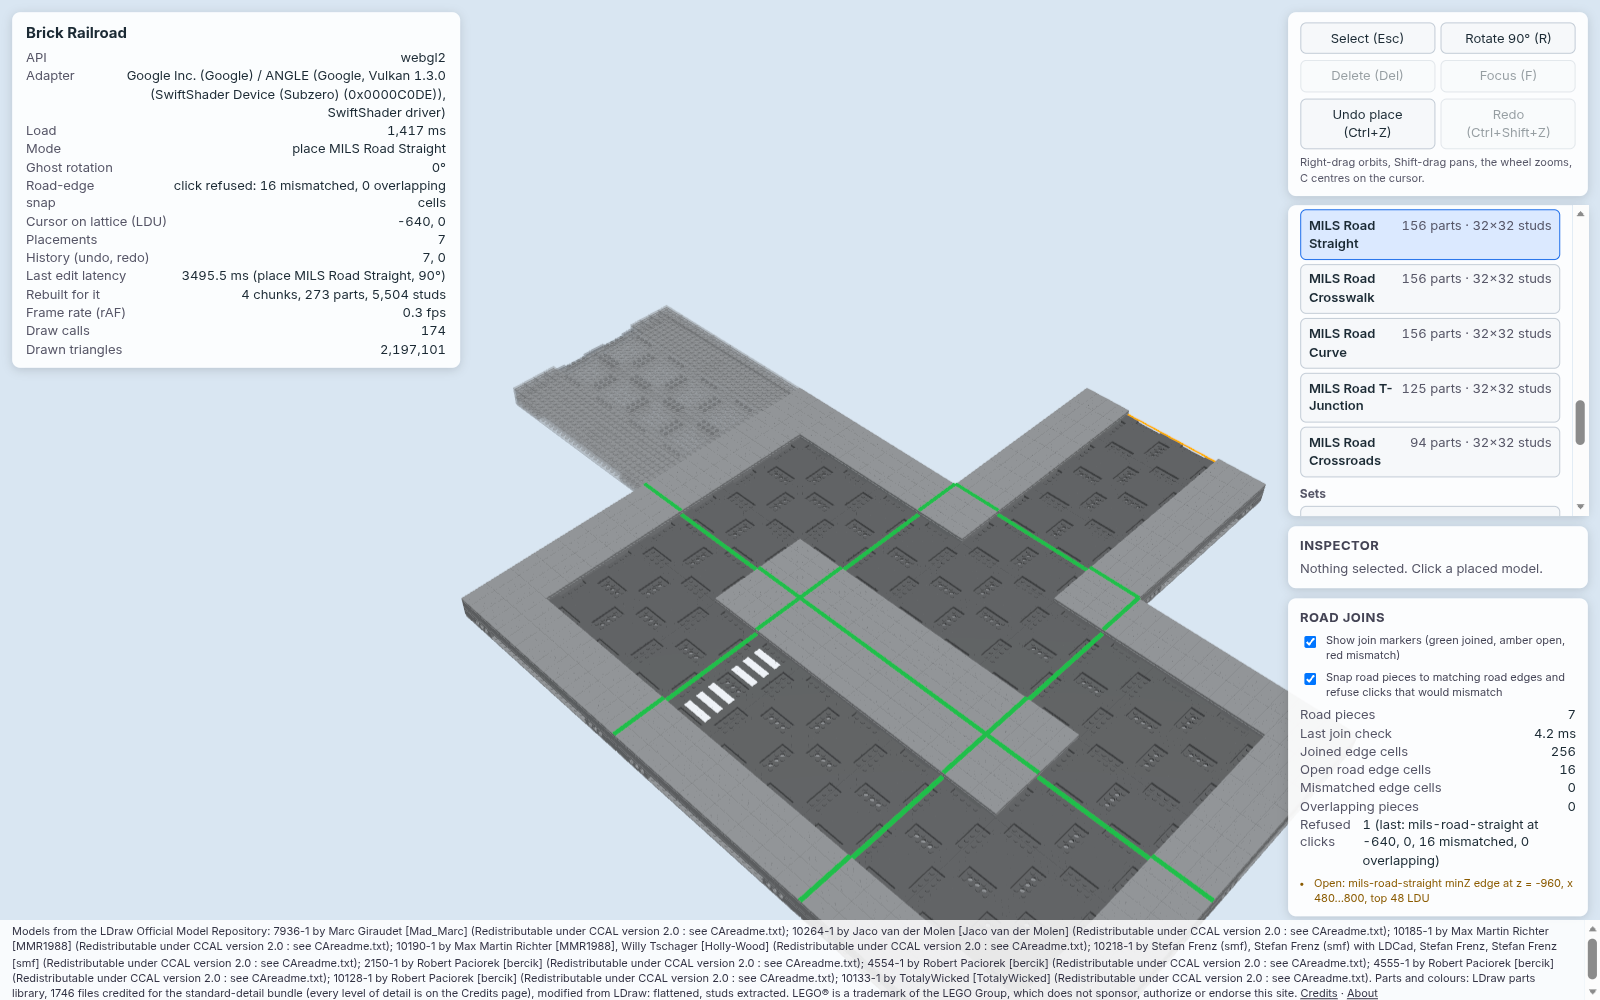 Brick Railroad
API webgl2
Adapter Google Inc. (Google) / ANGLE (Google, Vulkan 1.3.0
(SwiftShader Device (Subzero) (0x0000C0DE)),
SwiftShader driver)
Load 1,417 ms
Mode place MILS Road Straight
Ghost rotation 0°
Road-edge click refused: 16 mismatched, 0 overlapping
snap cells
Cursor on lattice (LDU) -640, 0
Placements 7
History (undo, redo) 7, 0
Last edit latency 3495.5 ms (place MILS Road Straight, 90°)
Rebuilt for it 4 chunks, 273 parts, 5,504 studs
Frame rate (rAF) 0.3 fps
Draw calls 174
Drawn triangles 2,197,101
Select (Esc) Rotate 90° (R)
Delete (Del) Focus (F)
Undo place Redo
(Ctrl+Z) (Ctrl+Shift+Z)
Right-drag orbits, Shift-drag pans, the wheel zooms,
C centres on the cursor.
MILS Road 156 parts · 32×32 studs
Straight
MILS Road 156 parts · 32×32 studs
Crosswalk
MILS Road 156 parts · 32×32 studs
Curve
MILS Road T- 125 parts · 32×32 studs
Junction
MILS Road 94 parts · 32×32 studs
Crossroads
Sets
INSPECTOR
Nothing selected. Click a placed model.
ROAD JOINS
Show join markers (green joined, amber open,
red mismatch)
Snap road pieces to matching road edges and
refuse clicks that would mismatch
Road pieces 7
Last join check 4.2 ms
Joined edge cells 256
Open road edge cells 16
Mismatched edge cells 0
Overlapping pieces 0
Refused 1 (last: mils-road-straight at
clicks -640, 0, 16 mismatched, 0
overlapping)
• Open: mils-road-straight minZ edge at z = -960, x
480...800, top 48 LDU
Models from the LDraw Official Model Repository: 7936-1 by Marc Giraudet [Mad_Marc] (Redistributable under CCAL version 2.0 : see CAreadme.txt); 10264-1 by Jaco van der Molen [Jaco van der Molen] (Redistributable under CCAL version 2.0 : see CAreadme.txt); 10185-1 by Max Martin Richter
[MMR1988] (Redistributable under CCAL version 2.0 : see CAreadme.txt); 10190-1 by Max Martin Richter [MMR1988], Willy Tschager [Holly-Wood] (Redistributable under CCAL version 2.0 : see CAreadme.txt); 10218-1 by Stefan Frenz (smf), Stefan Frenz (smf) with LDCad, Stefan Frenz, Stefan Frenz
[smf] (Redistributable under CCAL version 2.0 : see CAreadme.txt); 2150-1 by Robert Paciorek [bercik] (Redistributable under CCAL version 2.0 : see CAreadme.txt); 4554-1 by Robert Paciorek [bercik] (Redistributable under CCAL version 2.0 : see CAreadme.txt); 4555-1 by Robert Paciorek [bercik]
(Redistributable under CCAL version 2.0 : see CAreadme.txt); 10128-1 by Robert Paciorek [bercik] (Redistributable under CCAL version 2.0 : see CAreadme.txt); 10133-1 by TotalyWicked [TotalyWicked] (Redistributable under CCAL version 2.0 : see CAreadme.txt). Parts and colours: LDraw parts
library, 1746 files credited for the standard-detail bundle (every level of detail is on the Credits page), modified from LDraw: flattened, studs extracted. LEGO® is a trademark of the LEGO Group, which does not sponsor, authorize or endorse this site. Credits · About